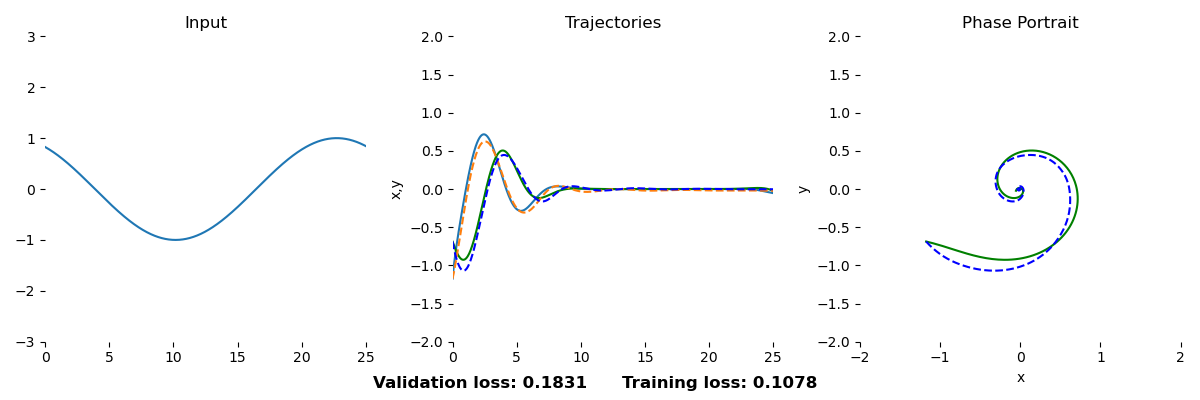 Input
Trajectories
Phase Portrait
3
2
1
0
−1
−2
−3
0 5 10 15 20 25
x,y
2.0
1.5
1.0
0.5
0.0
−0.5
−1.0
−1.5
−2.0
0 5 10 15 20 25
y
2.0
1.5
1.0
0.5
0.0
−0.5
−1.0
−1.5
−2.0
−2 −1 0 1 2
x
Validation loss: 0.1831 Training loss: 0.1078